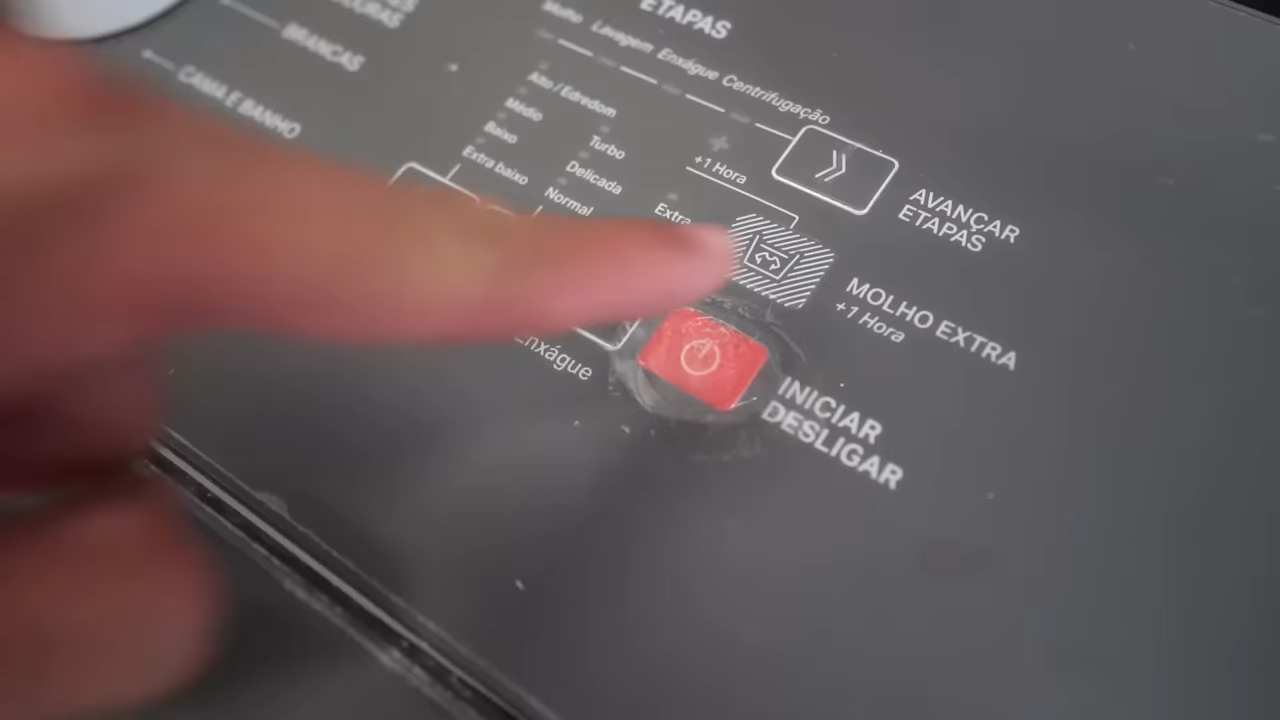 ETAPAS
BRANCAS
CAMA E BANHO
Molho Lavagem Enxágue Centrifugação
Alto / Edredom
Médio
Baixo
Extra baixo
Turbo
Delicada
Normal
+1 Hora
Extra
AVANÇAR
ETAPAS
MOLHO EXTRA
+1 Hora
Enxágue
INICIAR
DESLIGAR